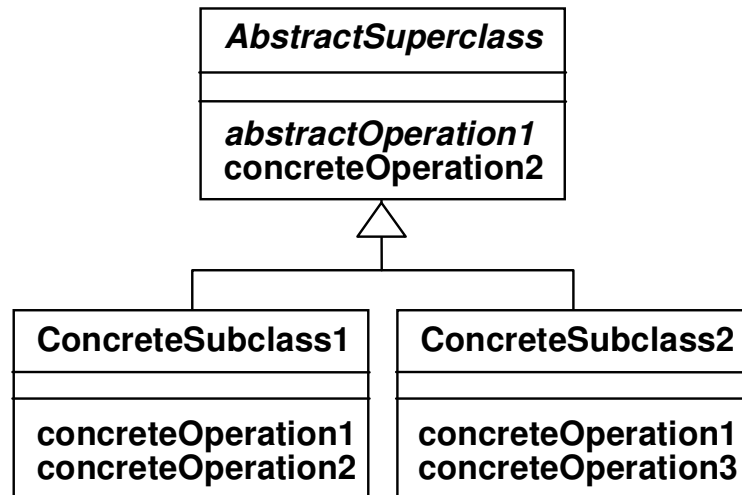 AbstractSuperclass
abstractOperation1
concreteOperation2
ConcreteSubclass1
concreteOperation1
concreteOperation2
ConcreteSubclass2
concreteOperation1
concreteOperation3